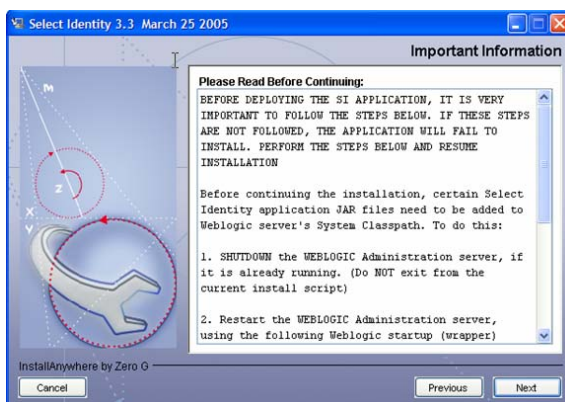 Select Identity 3.3 March 25 2005
Important Information
M
Z
X
Y
Please Read Before Continuing:
BEFORE DEPLOYING THE SI APPLICATION, IT IS VERY
IMPORTANT TO FOLLOW THE STEPS BELOW. IF THESE STEPS
ARE NOT FOLLOWED, THE APPLICATION WILL FAIL TO
INSTALL. PERFORM THE STEPS BELOW AND RESUME
INSTALLATION
Before continuing the installation, certain Select
Identity application JAR files need to be added to
Weblogic server's System Classpath. To do this:
1. SHUTDOWN the WEBLOGIC Administration server, if
it is already running. (Do NOT exit from the
current install script)
2. Restart the WEBLOGIC Administration server,
using the following Weblogic startup (wrapper)
InstallAnywhere by Zero G
Cancel
Previous
Next